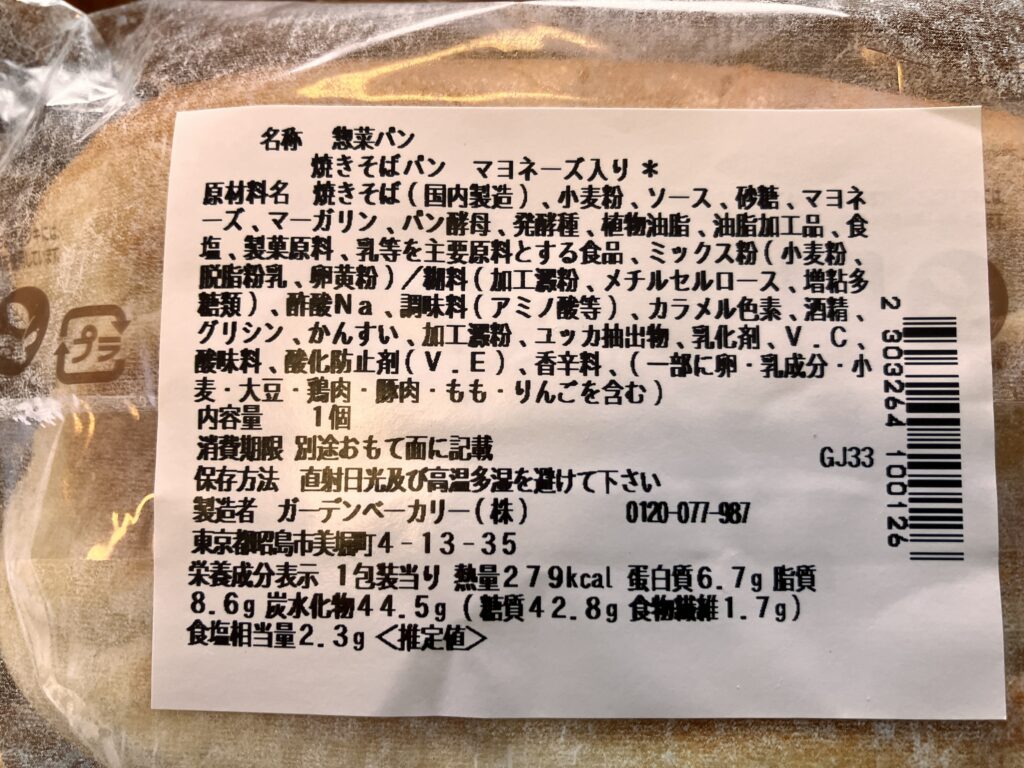 名称 惣菜パン
焼きそばパン マヨネーズ入り*
原材料名 焼きそば(国内製造)、小麦粉、ソース、砂糖、マヨネ
ーズ、マーガリン、パン酵母、発酵種、植物油脂、油脂加工品、食
塩、製菓原料、乳等を主要原料とする食品、ミックス粉(小麦粉、
脱脂粉乳、卵黄粉)/糊料(加工澱粉、メチルセルロース、増粘多
糖類)、酢酸Na、調味料(アミノ酸等)、カラメル色素、酒精、
グリシン、かんすい、加工澱粉、ユッカ抽出物、乳化剤、V.C、
酸味料、酸化防止剤(V.E)、香辛料、(一部に卵・乳成分・小
麦・大豆・鶏肉・豚肉・もも・りんごを含む)
内容量 1個
消費期限 別途おもて面に記載
GJ33
保存方法 直射日光及び高温多湿を避けて下さい
製造者 ガーデンベーカリー(株) 0120-077-987
東京都昭島市美堀町4-13-35
栄養成分表示 1包装当り 熱量279kcal 蛋白質6.7g 脂質
8.6g 炭水化物44.5g(糖質42.8g 食物繊維1.7g)
食塩相当量2.3g <推定値>
2 303264 100126
プラ